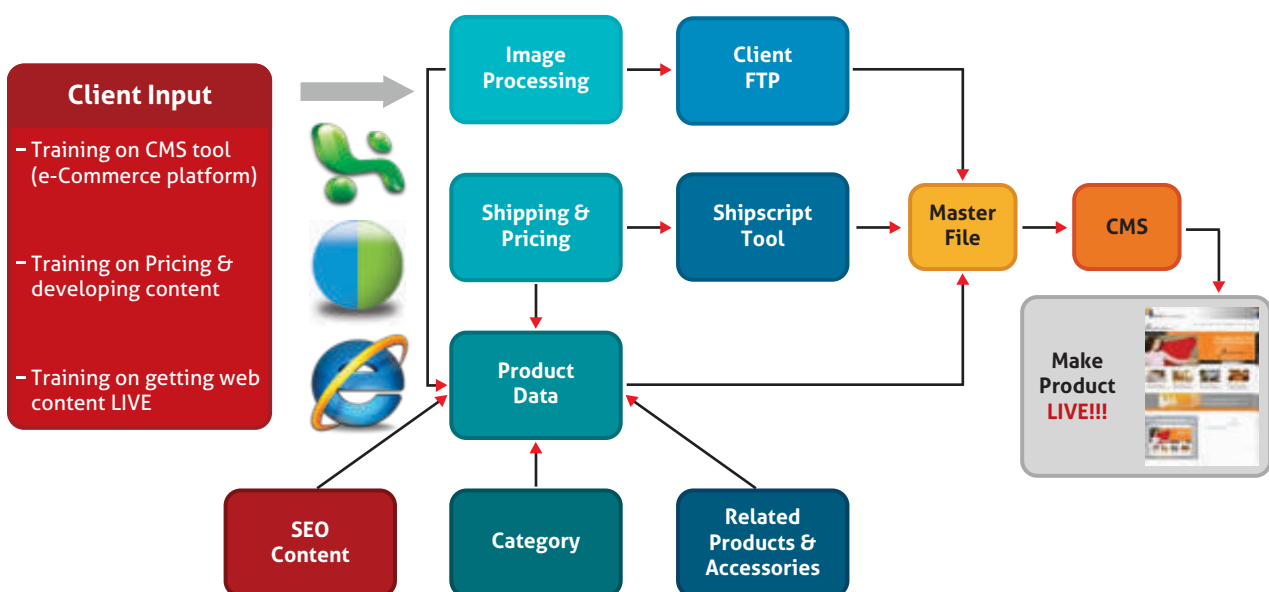 Client Input
– Training on CMS tool
(e-Commerce platform)
– Training on Pricing &
developing content
– Training on getting web
content LIVE
Image
Processing
Client
FTP
Shipping &
Pricing
Shipscript
Tool
Master
File
CMS
Product
Data
Make
Product
LIVE!!!
SEO
Content
Category
Related
Products &
Accessories